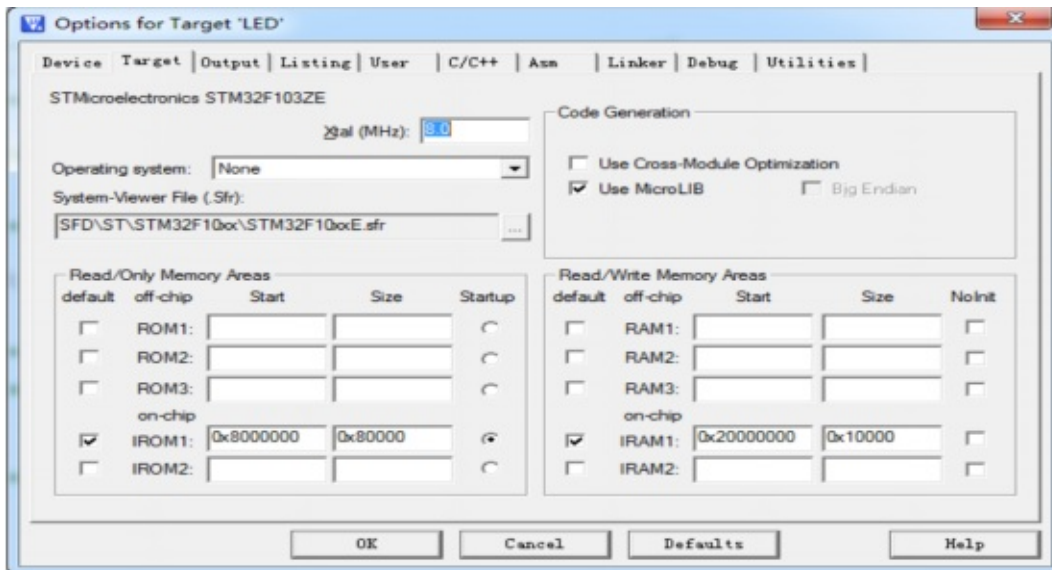 Options for Target 'LED'
Device Target Output Listing User C/C++ Asm Linker Debug Utilities
STMicroelectronics STM32F103ZE
Xtal (MHz): 8.0
Operating system: None
System-Viewer File (.Sfr):
SFD\ST\STM32F10xx\STM32F10xxE.sfr ...
Code Generation
Use Cross-Module Optimization
Use MicroLIB Big Endian
Read/Only Memory Areas
default off-chip Start Size Startup
ROM1:
ROM2:
ROM3:
on-chip
IROM1: 0x8000000 0x80000
IROM2:
Read/Write Memory Areas
default off-chip Start Size NoInit
RAM1:
RAM2:
RAM3:
on-chip
IRAM1: 0x20000000 0x10000
IRAM2:
OK Cancel Defaults Help